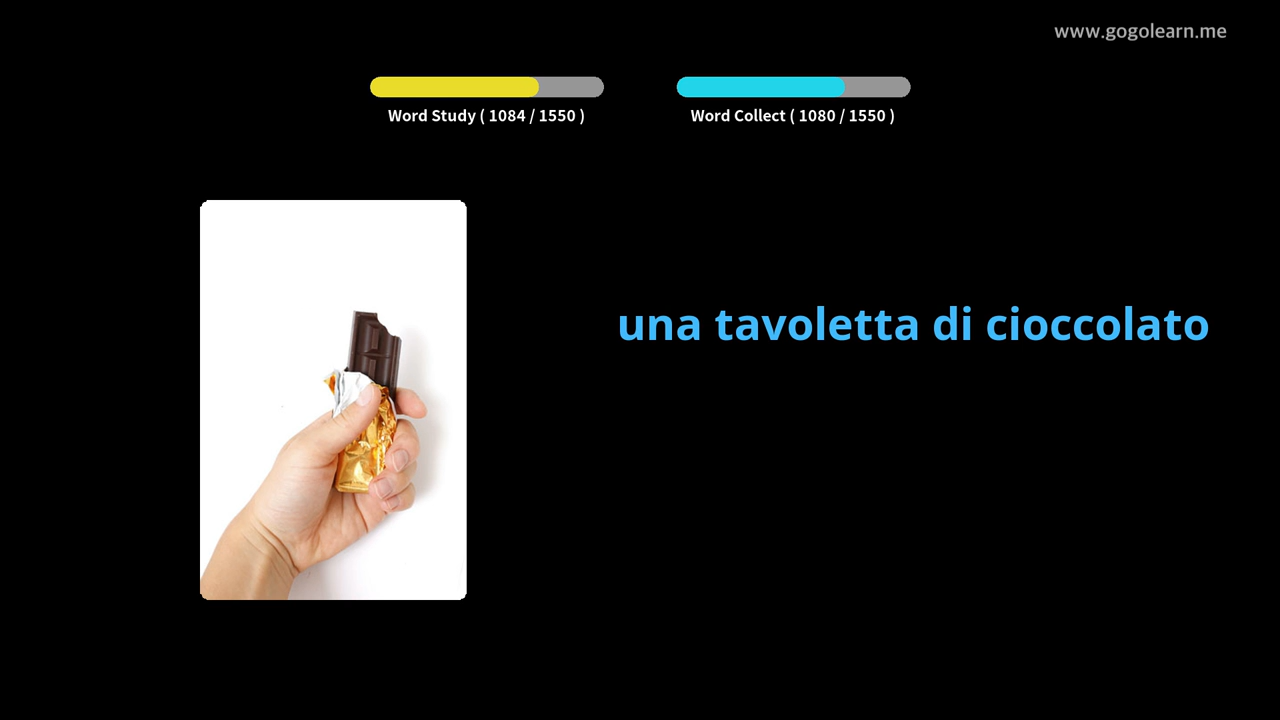 www.gogolearn.me
Word Study ( 1084 / 1550 )
Word Collect ( 1080 / 1550 )
una tavoletta di cioccolato